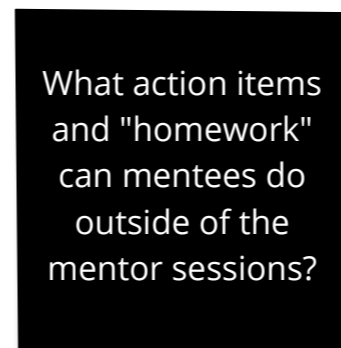 What action items
and "homework"
can mentees do
outside of the
mentor sessions?